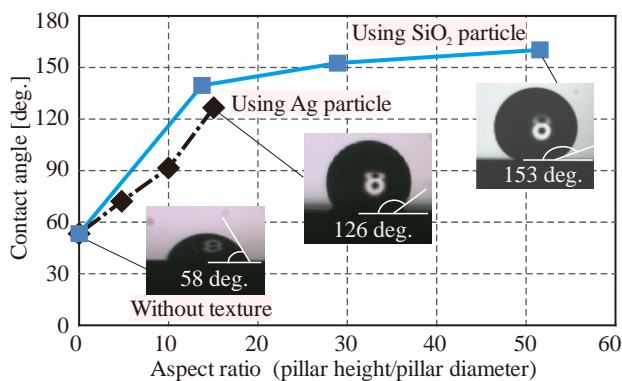 180
150
120
90
60
30
0
Contact angle [deg.]
Using SiO₂ particle
Using Ag particle
153 deg.
126 deg.
58 deg.
Without texture
0 10 20 30 40 50 60
Aspect ratio (pillar height/pillar diameter)